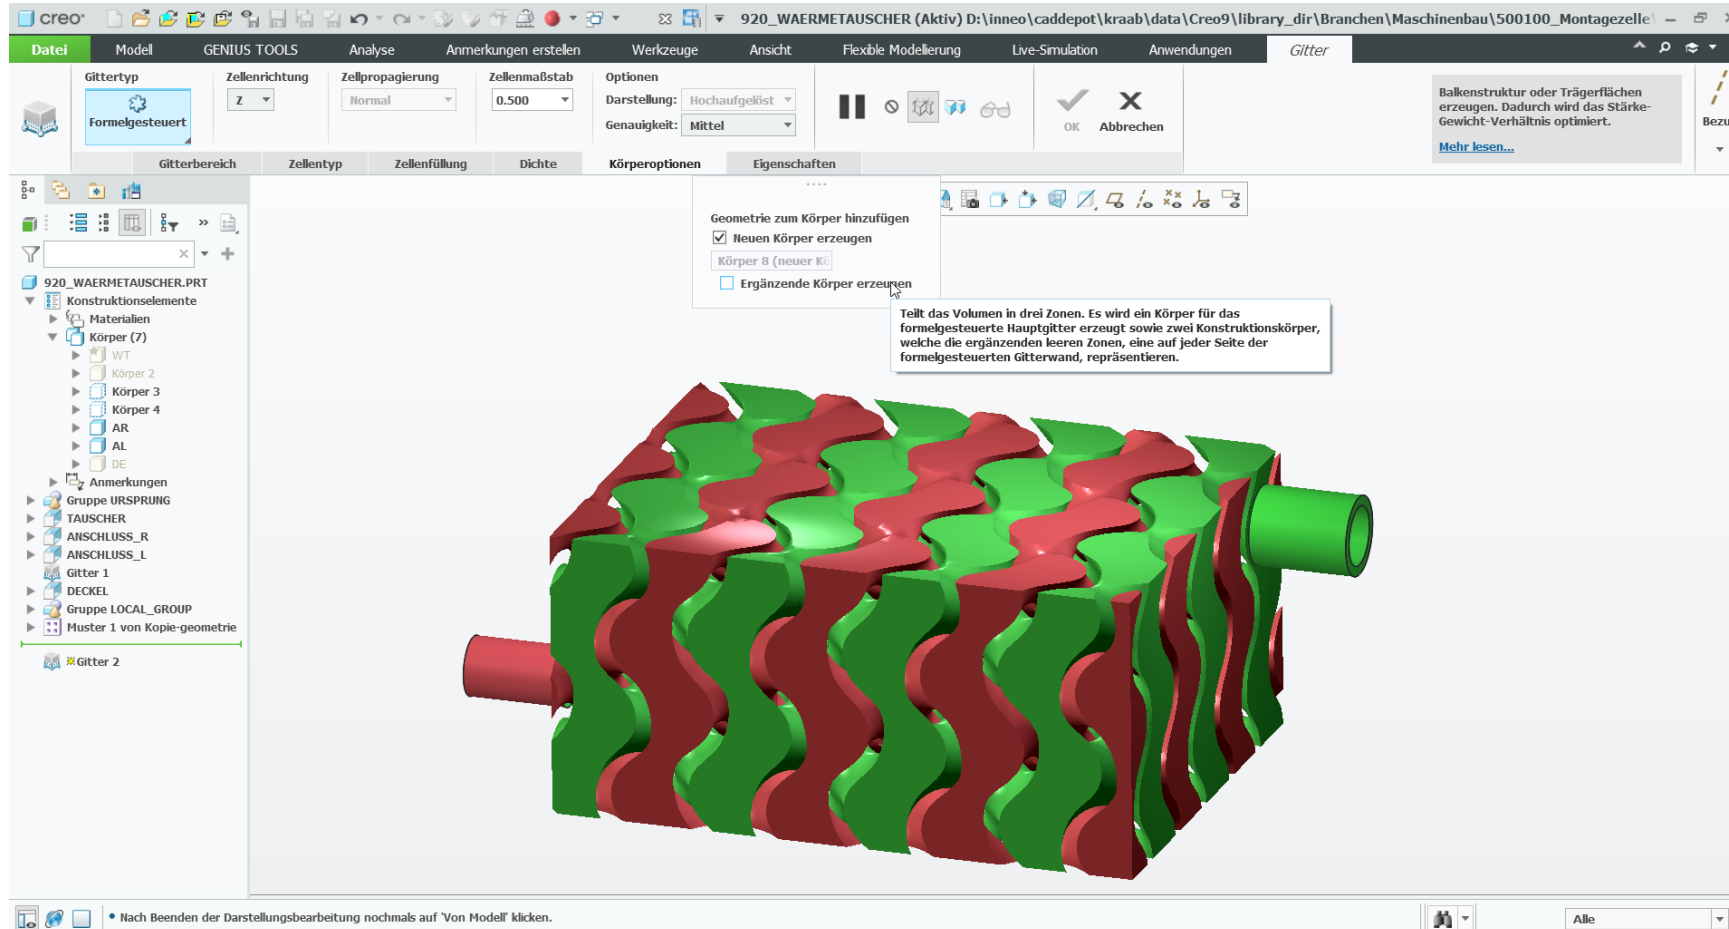 creo®
920_WAERMETAUSCHER (Aktiv) D:\inneo\caddepot\kraab\data\Creo9\library_dir\Branchen\Maschinenbau\500100_Montagezelle
Datei Modell GENIUS TOOLS Analyse Anmerkungen erstellen Werkzeuge Ansicht Flexible Modellierung Live-Simulation Anwendungen Gitter
Gittertyp Zellenrichtung Zellpropagierung Zellenmaßstab Optionen
Formelgesteuert Z Normal 0.500 Darstellung: Hochaufgelöst
Genauigkeit: Mittel
OK Abbrechen
Balkenstruktur oder Trägerflächen
erzeugen. Dadurch wird das Stärke-
Gewicht-Verhältnis optimiert.
Mehr lesen...
Bezu
Gitterbereich Zellentyp Zellenfüllung Dichte Körperoptionen Eigenschaften
Geometrie zum Körper hinzufügen
Neuen Körper erzeugen
Körper 8 (neuer Kö
Ergänzende Körper erzeugen
Teilt das Volumen in drei Zonen. Es wird ein Körper für das
formelgesteuerte Hauptgitter erzeugt sowie zwei Konstruktionskörper,
welche die ergänzenden leeren Zonen, eine auf jeder Seite der
formelgesteuerten Gitterwand, repräsentieren.
920_WAERMETAUSCHER.PRT
Konstruktionselemente
Materialien
Körper (7)
WT
Körper 2
Körper 3
Körper 4
AR
AL
DE
Anmerkungen
Gruppe URSPRUNG
TAUSCHER
ANSCHLUSS_R
ANSCHLUSS_L
Gitter 1
DECKEL
Gruppe LOCAL_GROUP
Muster 1 von Kopie-geometrie
Gitter 2
• Nach Beenden der Darstellungsbearbeitung nochmals auf 'Von Modell' klicken.
Alle